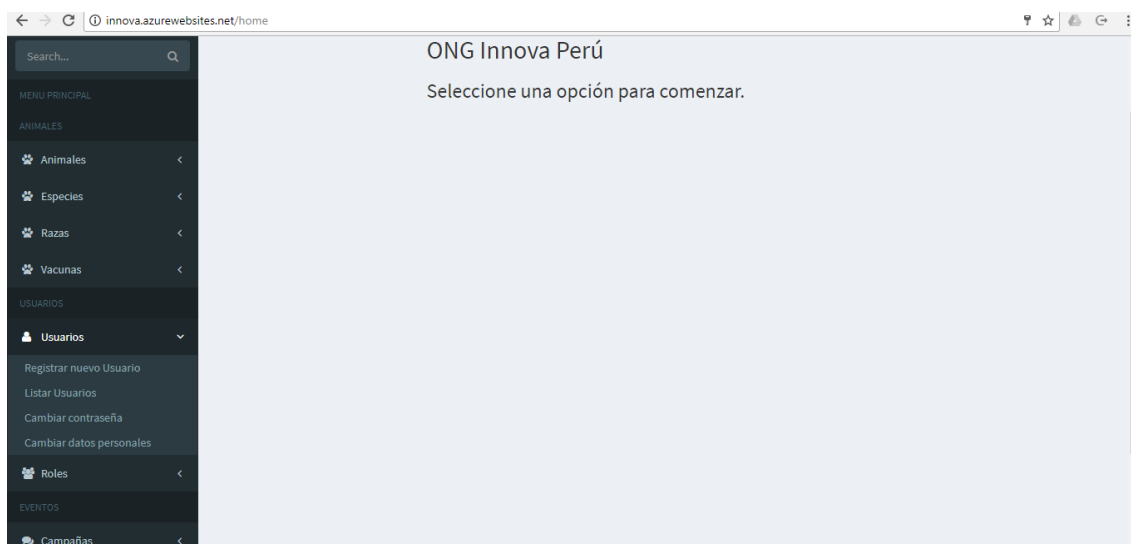 innova.azurewebsites.net/home
Search...
MENU PRINCIPAL
ANIMALES
Animales
Especies
Razas
Vacunas
USUARIOS
Usuarios
Registrar nuevo Usuario
Listar Usuarios
Cambiar contraseña
Cambiar datos personales
Roles
EVENTOS
Campañas
ONG Innova Perú
Seleccione una opción para comenzar.